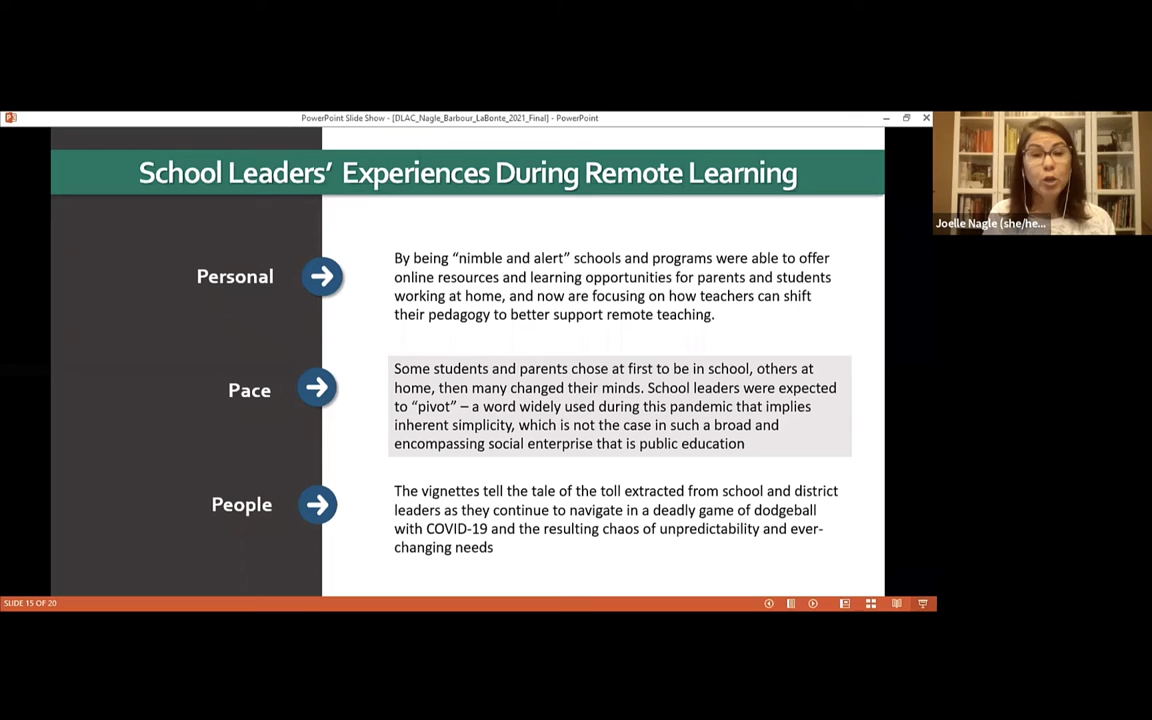 PowerPoint Slide Show - [DLAC_Nagle_Barbour_LaBonte_2021_Final] - PowerPoint
School Leaders’ Experiences During Remote Learning
Joelle Nagle (she/he...
Personal
By being “nimble and alert” schools and programs were able to offer
online resources and learning opportunities for parents and students
working at home, and now are focusing on how teachers can shift
their pedagogy to better support remote teaching.
Pace
Some students and parents chose at first to be in school, others at
home, then many changed their minds. School leaders were expected
to “pivot” – a word widely used during this pandemic that implies
inherent simplicity, which is not the case in such a broad and
encompassing social enterprise that is public education
People
The vignettes tell the tale of the toll extracted from school and district
leaders as they continue to navigate in a deadly game of dodgeball
with COVID-19 and the resulting chaos of unpredictability and ever-
changing needs
SLIDE 15 OF 20